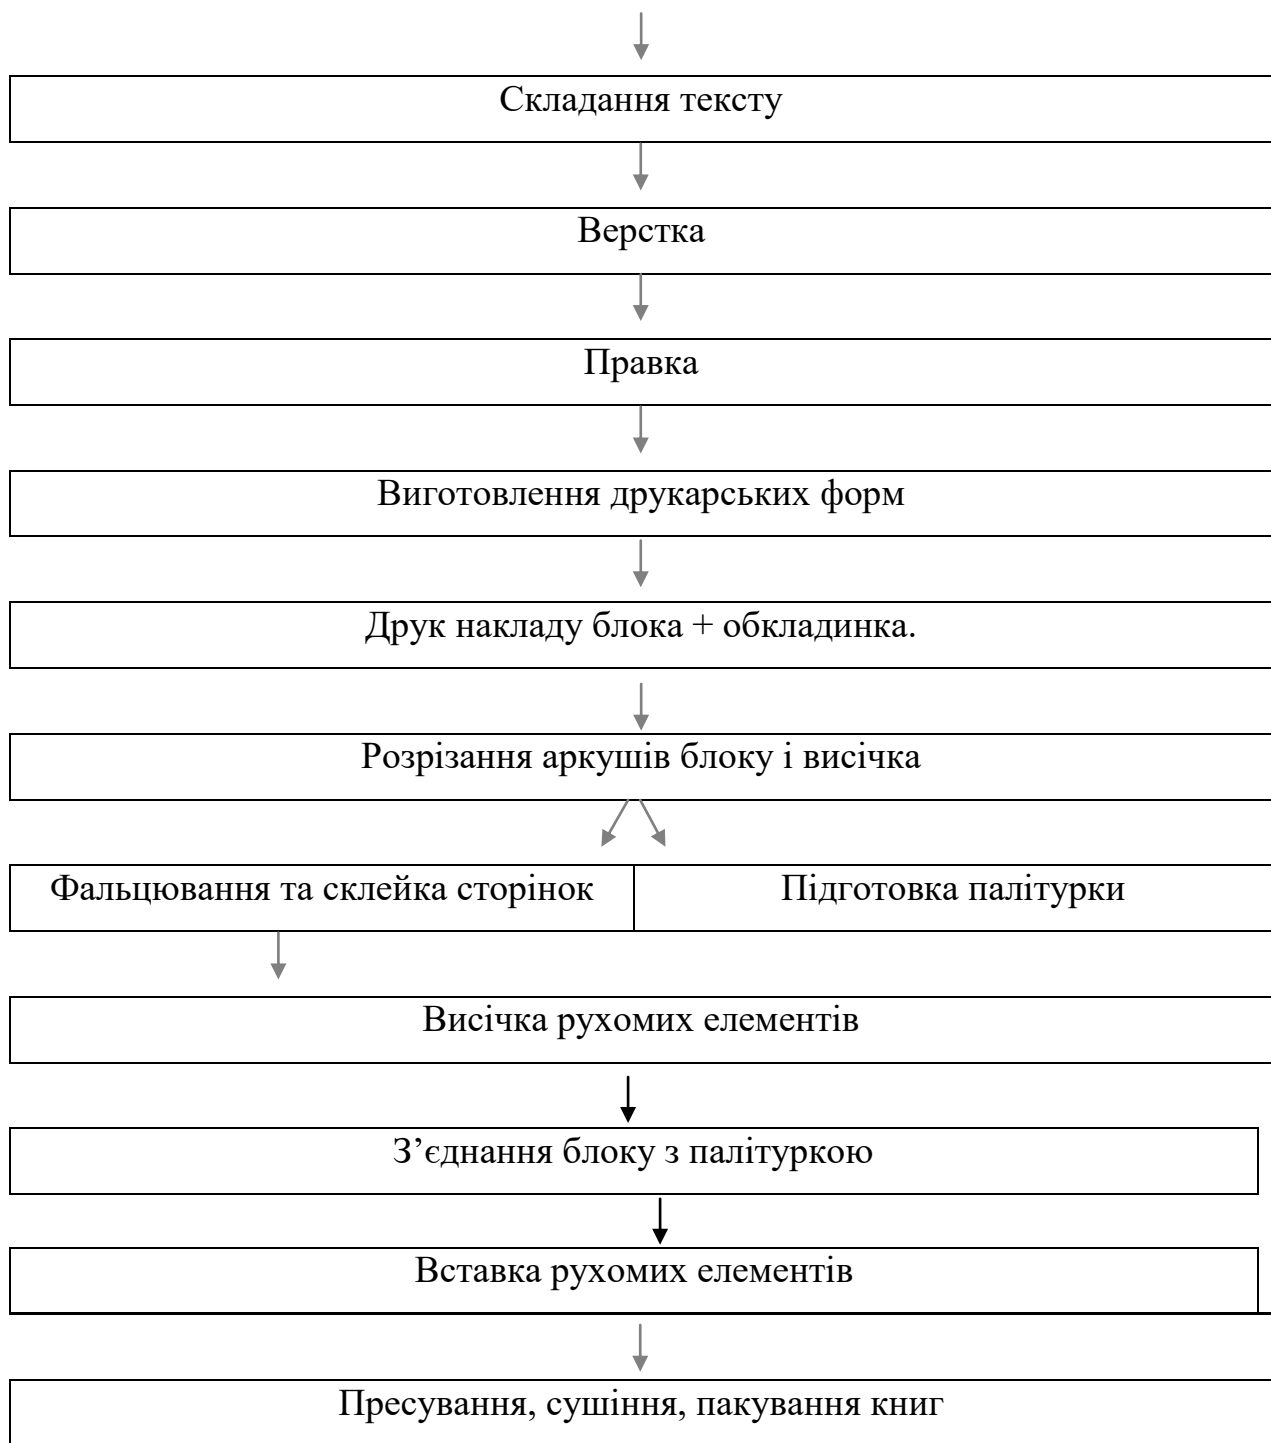 Складання тексту
Верстка
Правка
Виготовлення друкарських форм
Друк накладу блока + обкладинка.
Розрізання аркушів блоку і висічка
Фальцювання та склейка сторінок
Підготовка палітурки
Висічка рухомих елементів
З’єднання блоку з палітуркою
Вставка рухомих елементів
Пресування, сушіння, пакування книг